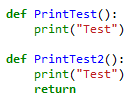 def PrintTest():
    print("Test")

def PrintTest2():
    print("Test")
    return